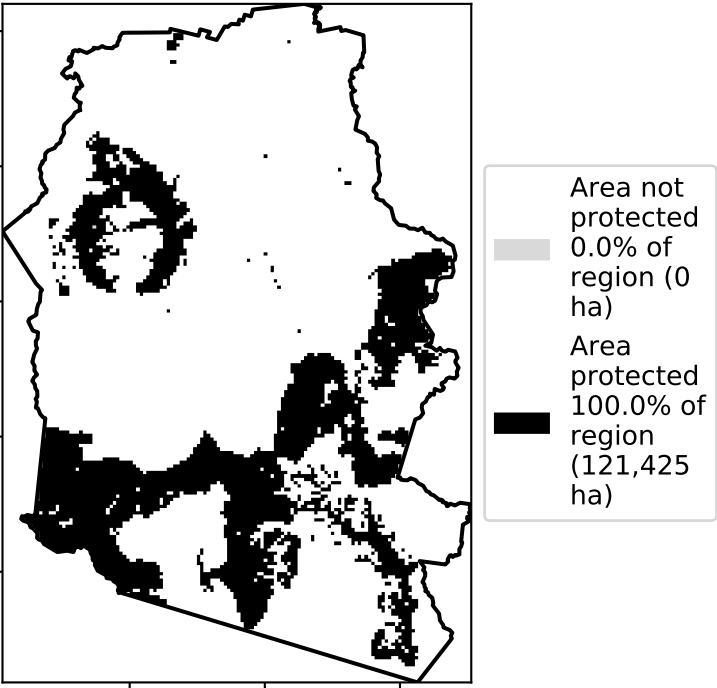 Area not
protected
0.0% of
region (0
ha)
Area
protected
100.0% of
region
(121,425
ha)